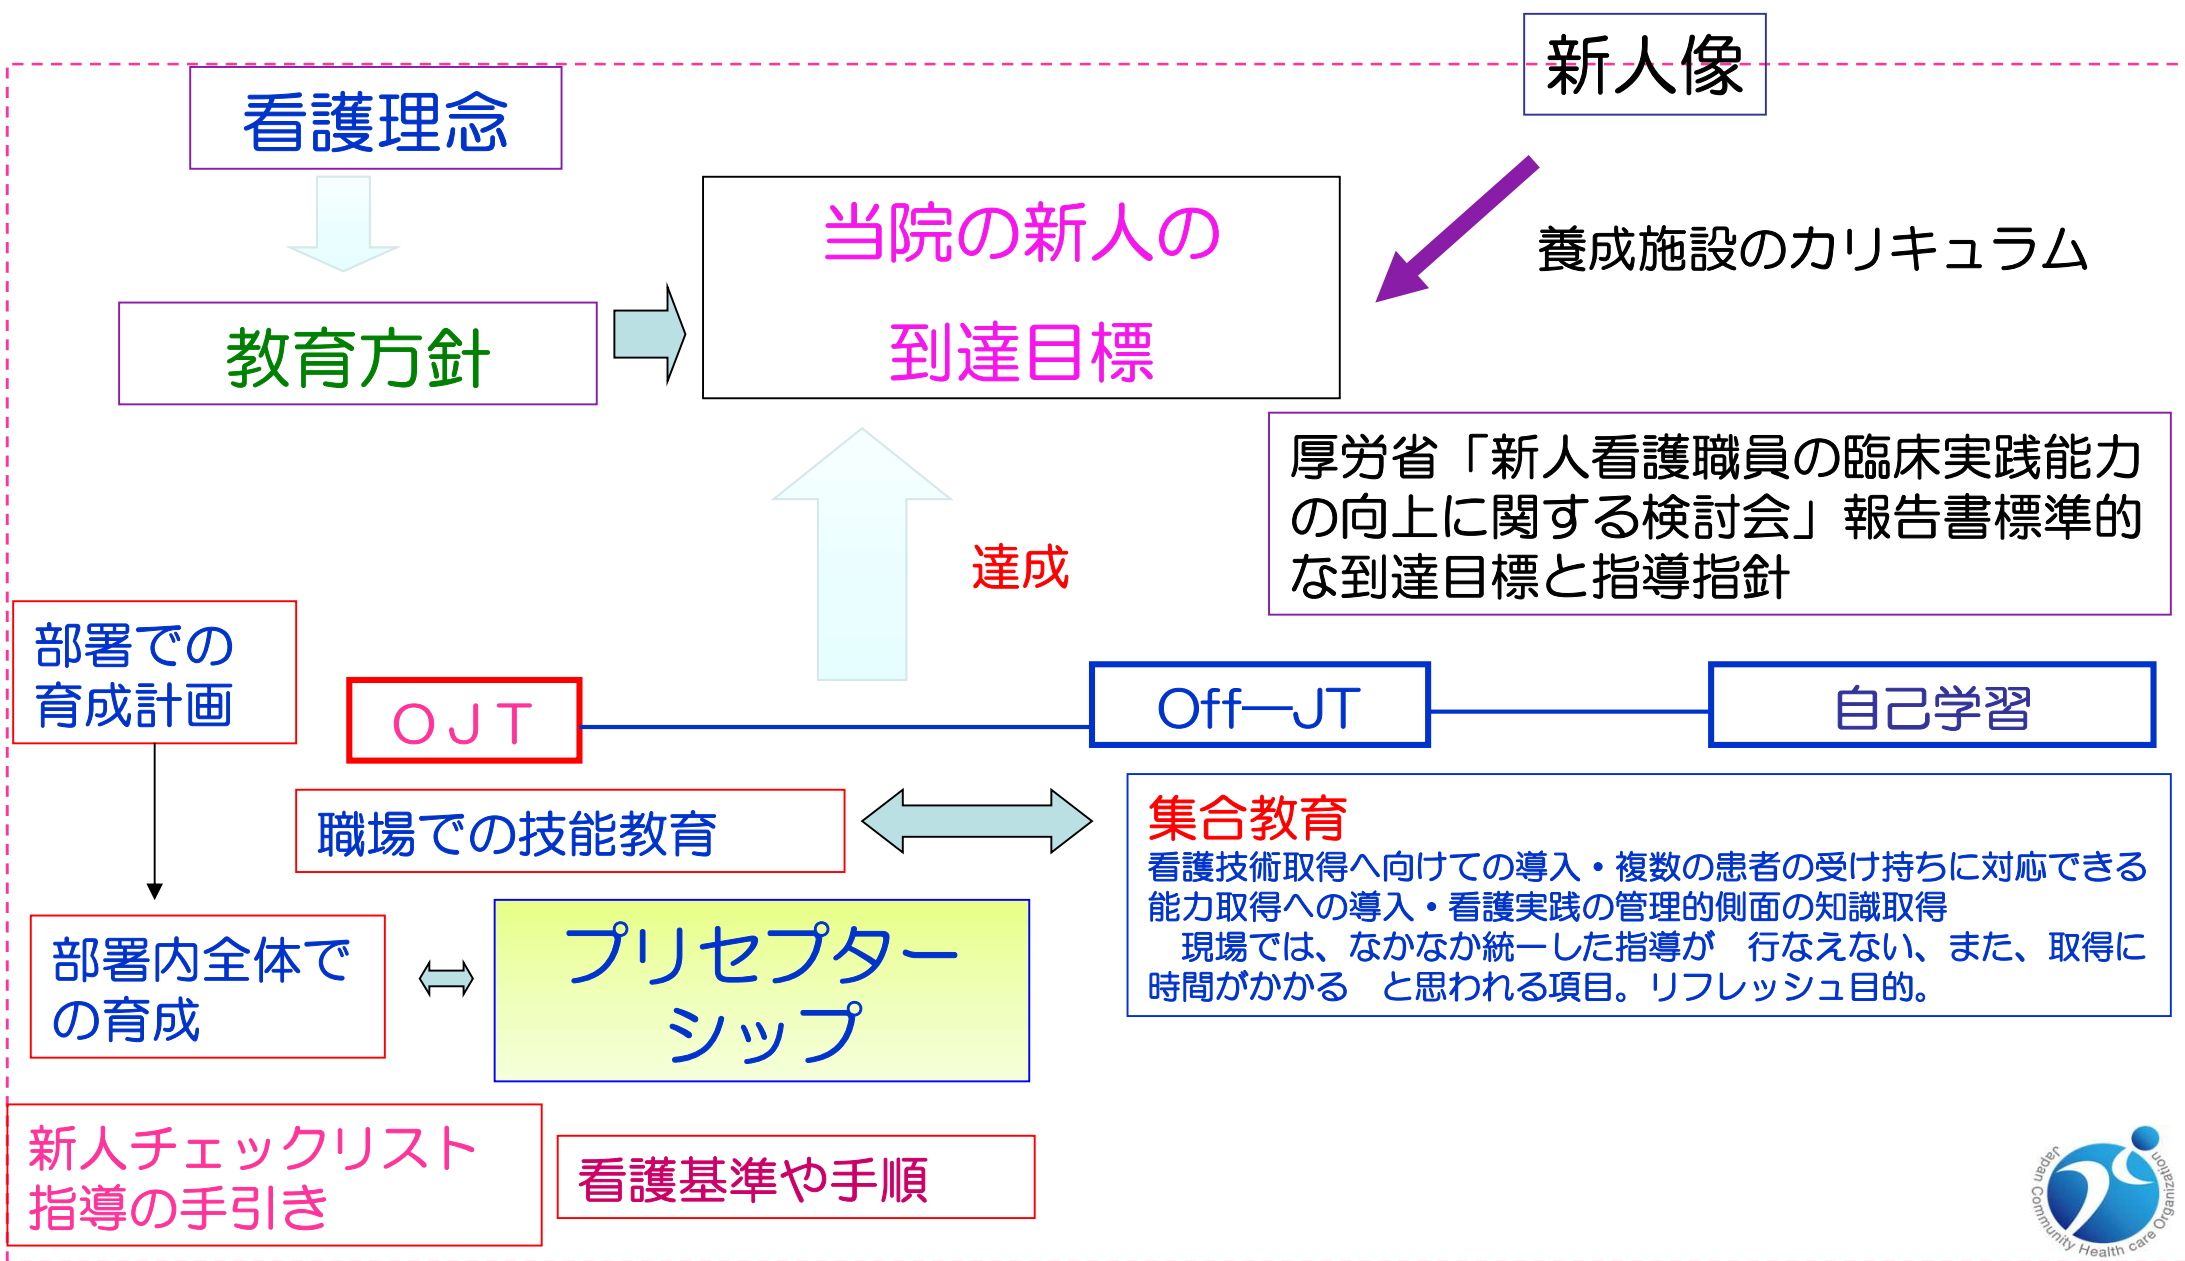 新人像
看護理念
当院の新人の
到達目標
養成施設のカリキュラム
教育方針
厚労省「新人看護職員の臨床実践能力
の向上に関する検討会」報告書標準的
な到達目標と指導指針
達成
部署での
育成計画
ＯＪＴ
Off―JT
自己学習
職場での技能教育
集合教育
看護技術取得へ向けての導入・複数の患者の受け持ちに対応できる
能力取得への導入・看護実践の管理的側面の知識取得
　現場では、なかなか統一した指導が　行なえない、また、取得に
時間がかかる　と思われる項目。リフレッシュ目的。
部署内全体で
の育成
プリセプター
シップ
新人チェックリスト
指導の手引き
看護基準や手順
Japan Community Health care Organization